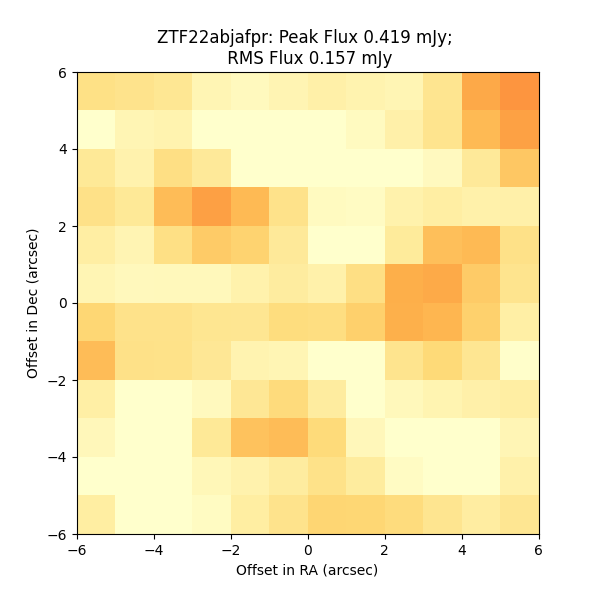 ZTF22abjafpr: Peak Flux 0.419 mJy;
RMS Flux 0.157 mJy
6
4
2
0
−2
−4
−6
Offset in Dec (arcsec)
−6 −4 −2 0 2 4 6
Offset in RA (arcsec)